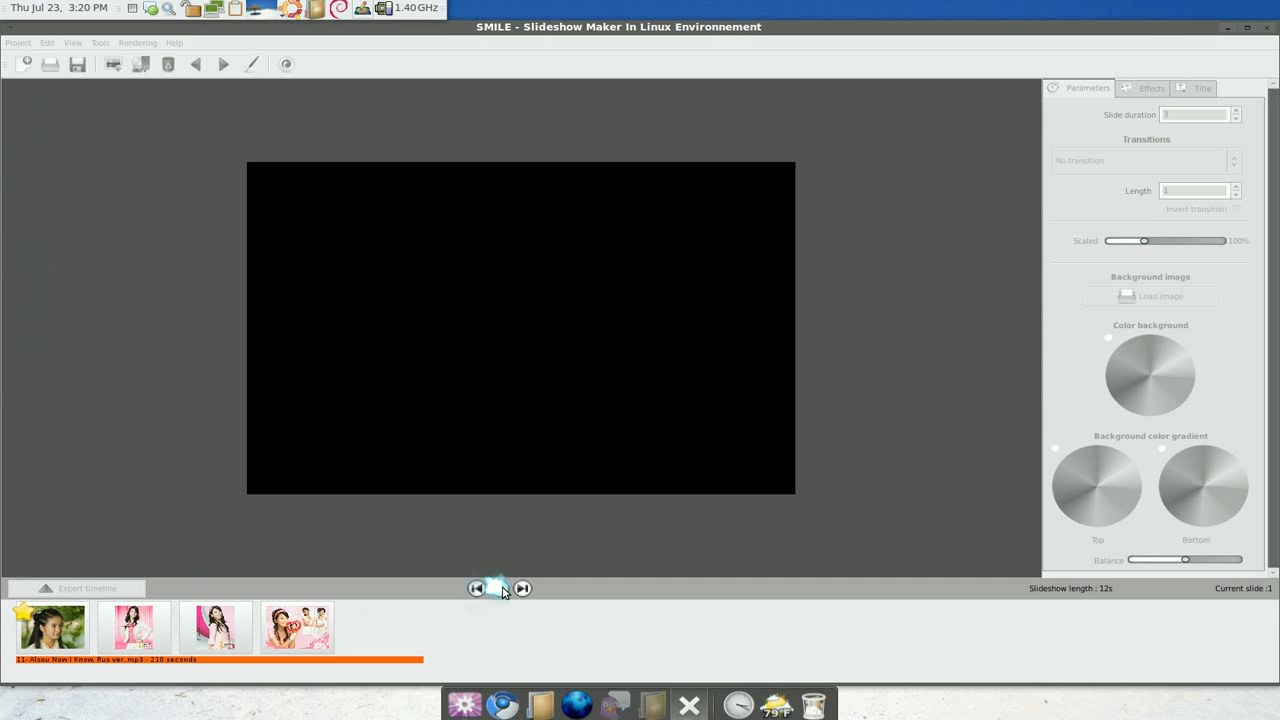 Thu Jul 23, 3:20 PM
1.40 GHz
SMILE - Slideshow Maker In Linux Environnement
Project Edit View Tools Rendering Help
Parameters Effects Title
Slide duration 3
Transitions
No transition
Length 1
Invert transition
Scaled 100%
Background image
Load image
Color background
Background color gradient
Top Bottom
Balance
Expert timeline
Slideshow length : 12s
Current slide :1
11- Alsou Now I Know. Rus ver..mp3 - 210 seconds
79°F